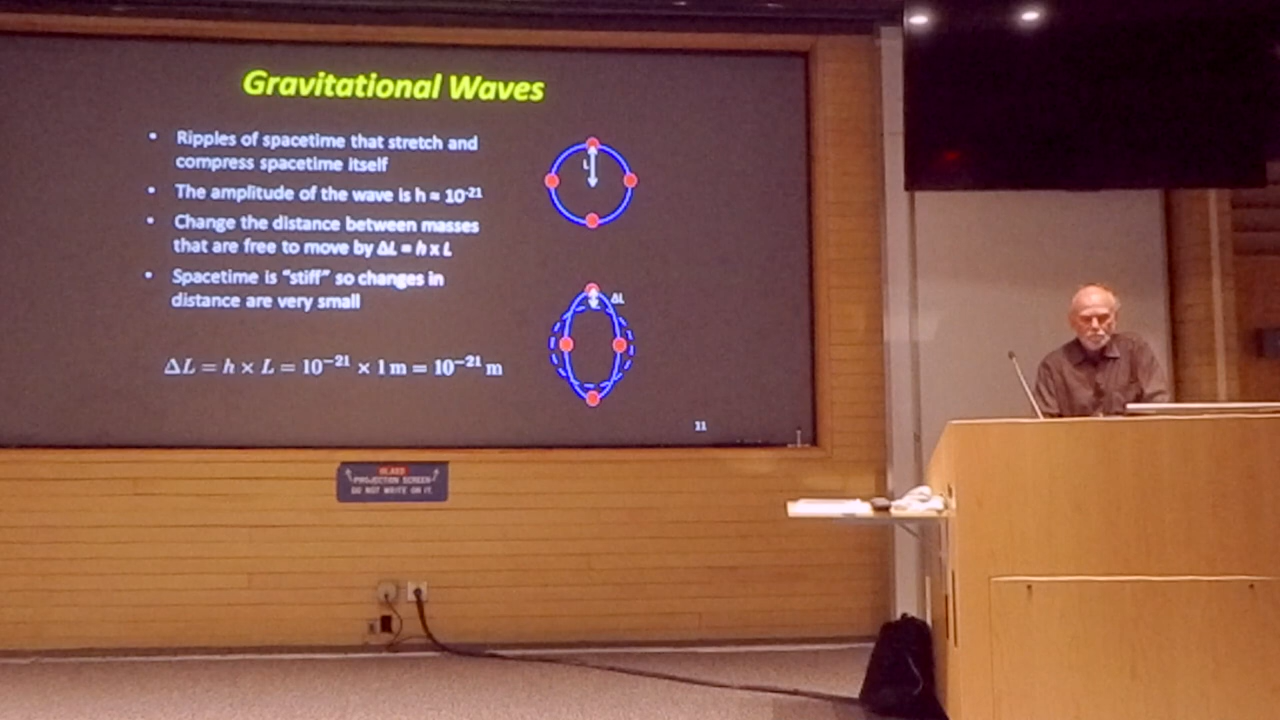 Gravitational Waves
• Ripples of spacetime that stretch and
compress spacetime itself
• The amplitude of the wave is h ≈ 10⁻²¹
• Change the distance between masses
that are free to move by ΔL = h x L
• Spacetime is “stiff” so changes in
distance are very small
ΔL = h × L = 10⁻²¹ × 1 m = 10⁻²¹ m
L
ΔL
11
PROJECTION SCREEN
DO NOT WRITE ON IT.